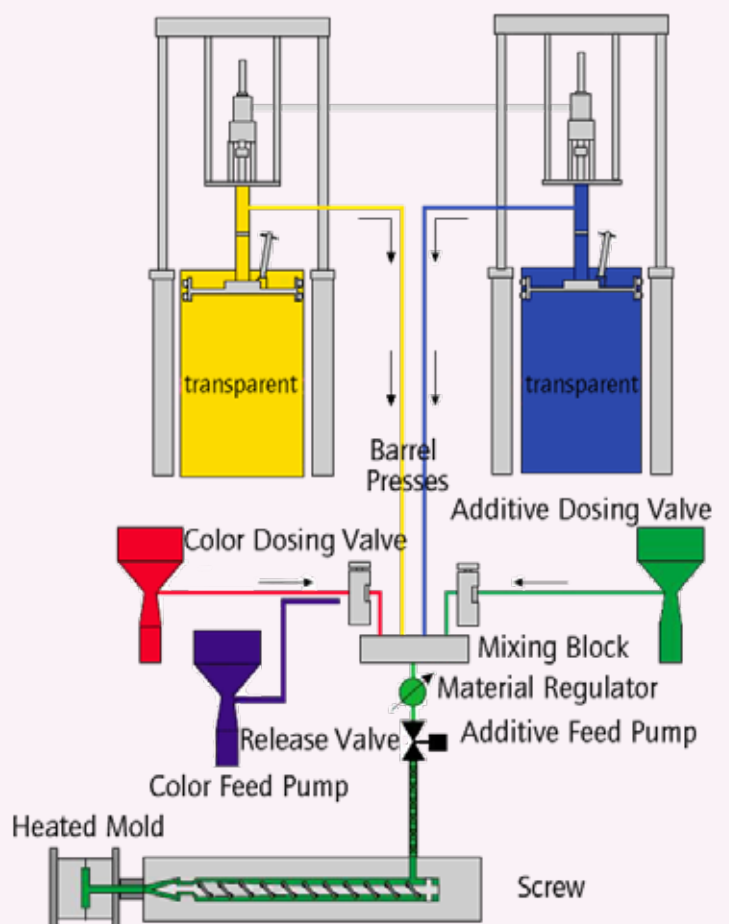 transparent
transparent
Barrel
Presses
Additive Dosing Valve
Color Dosing Valve
Mixing Block
Material Regulator
Release Valve
Additive Feed Pump
Color Feed Pump
Heated Mold
Screw